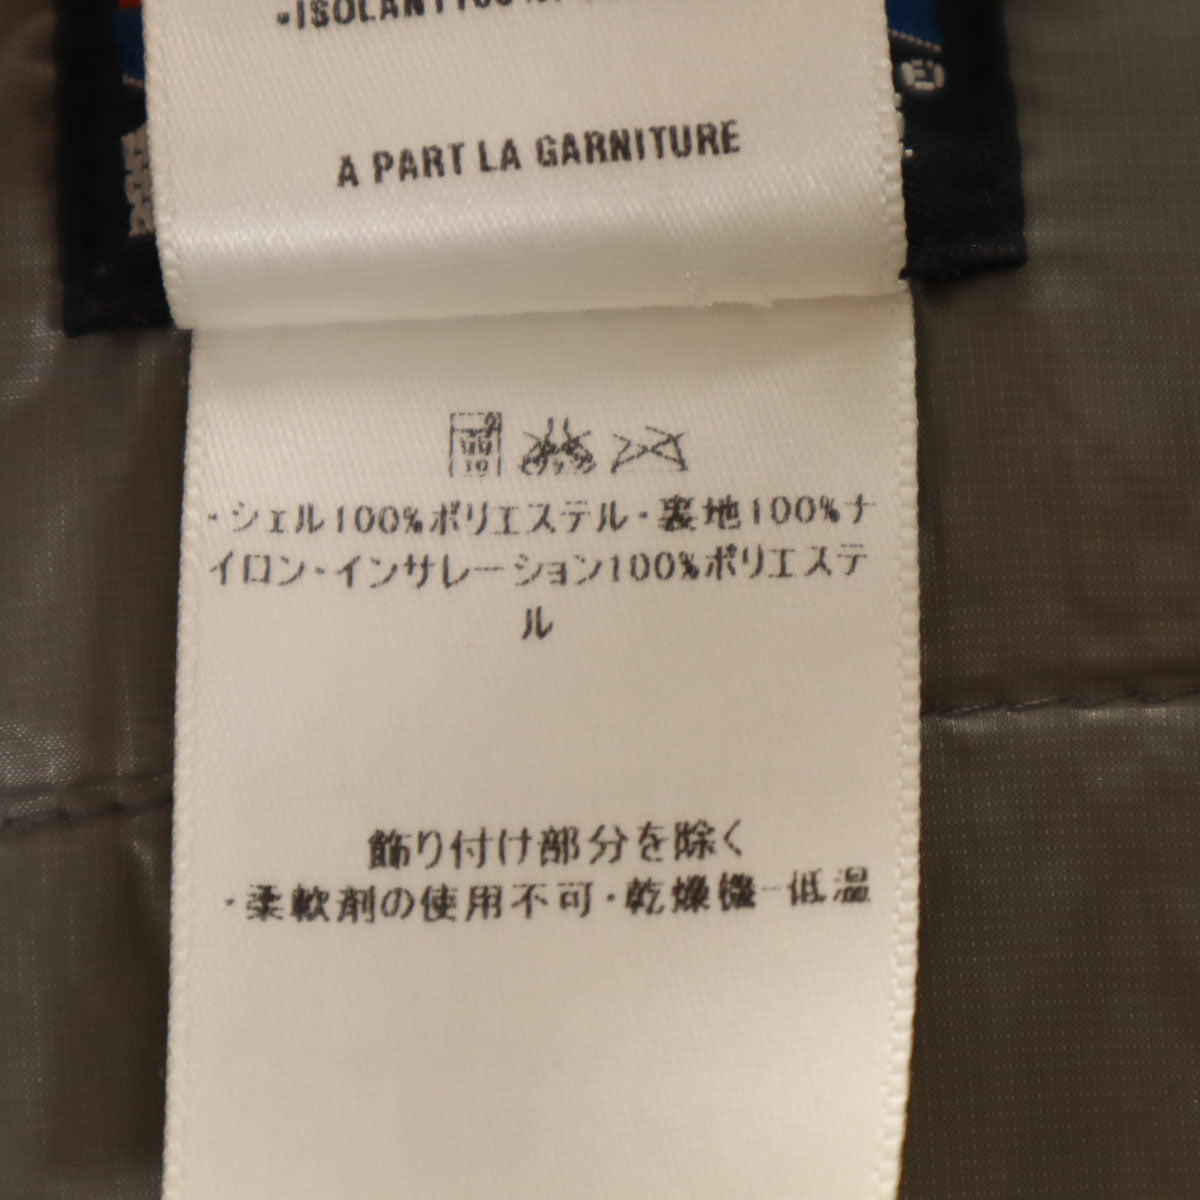 A PART LA GARNITURE
・シェル100%ポリエステル・裏地100%ナ
イロン・インサレーション100%ポリエステ
ル
飾り付け部分を除く
・柔軟剤の使用不可・乾燥機-低温